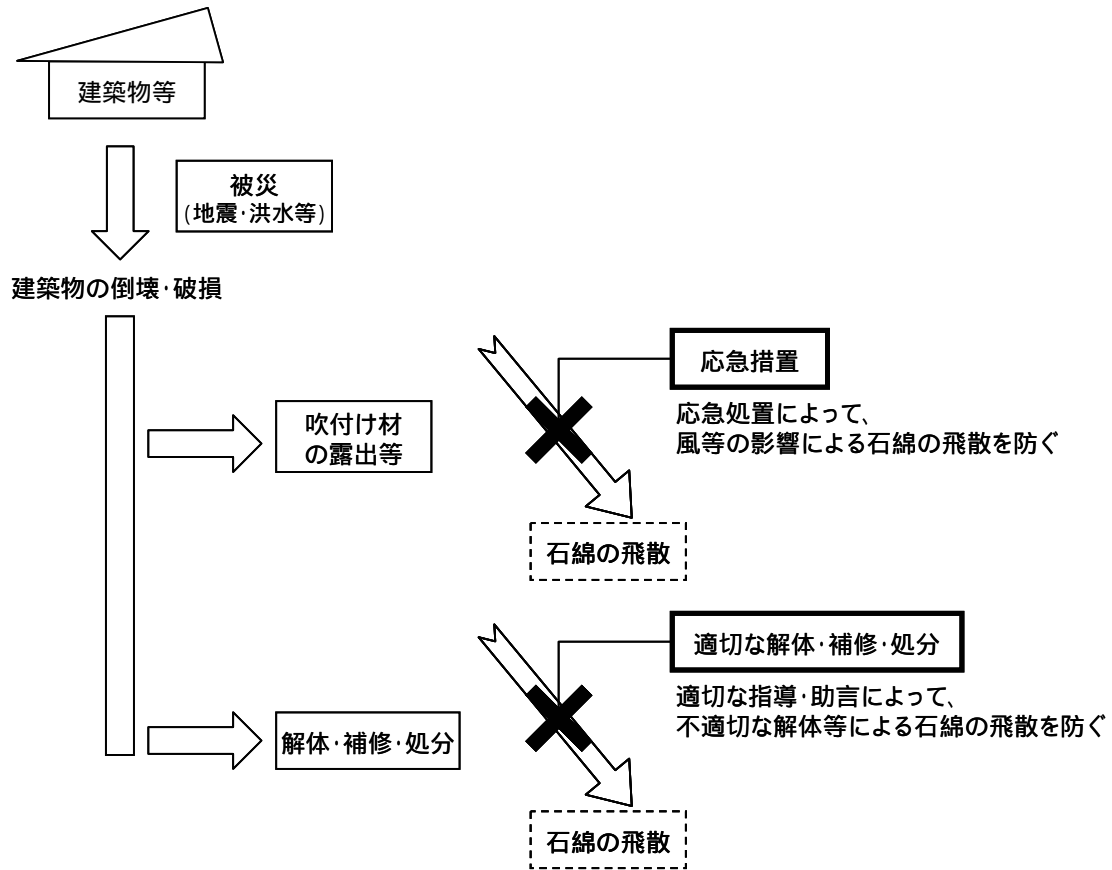 建築物等
被災
(地震・洪水等)
建築物の倒壊・破損
応急措置
応急処置によって、
風等の影響による石綿の飛散を防ぐ
吹付け材
の露出等
石綿の飛散
適切な解体・補修・処分
適切な指導・助言によって、
不適切な解体等による石綿の飛散を防ぐ
解体・補修・処分
石綿の飛散